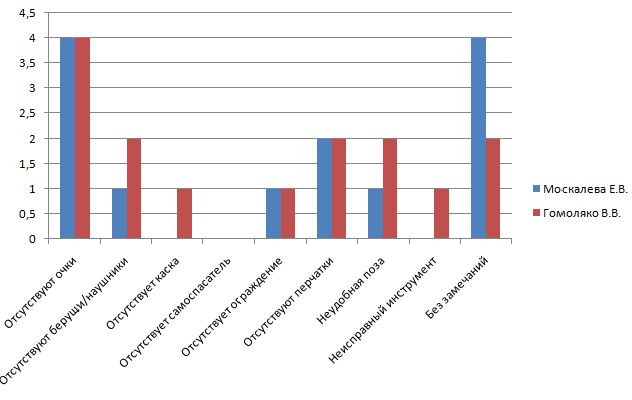 4,5
4
3,5
3
2,5
2
1,5
1
0,5
0
Отсутствуют очки
Отсутствуют беруши/наушники
Отсутствует каска
Отсутствует самоспасатель
Отсутствует ограждение
Отсутствуют перчатки
Неудобная поза
Неисправный инструмент
Без замечаний
Москалева Е.В.
Гомоляко В.В.